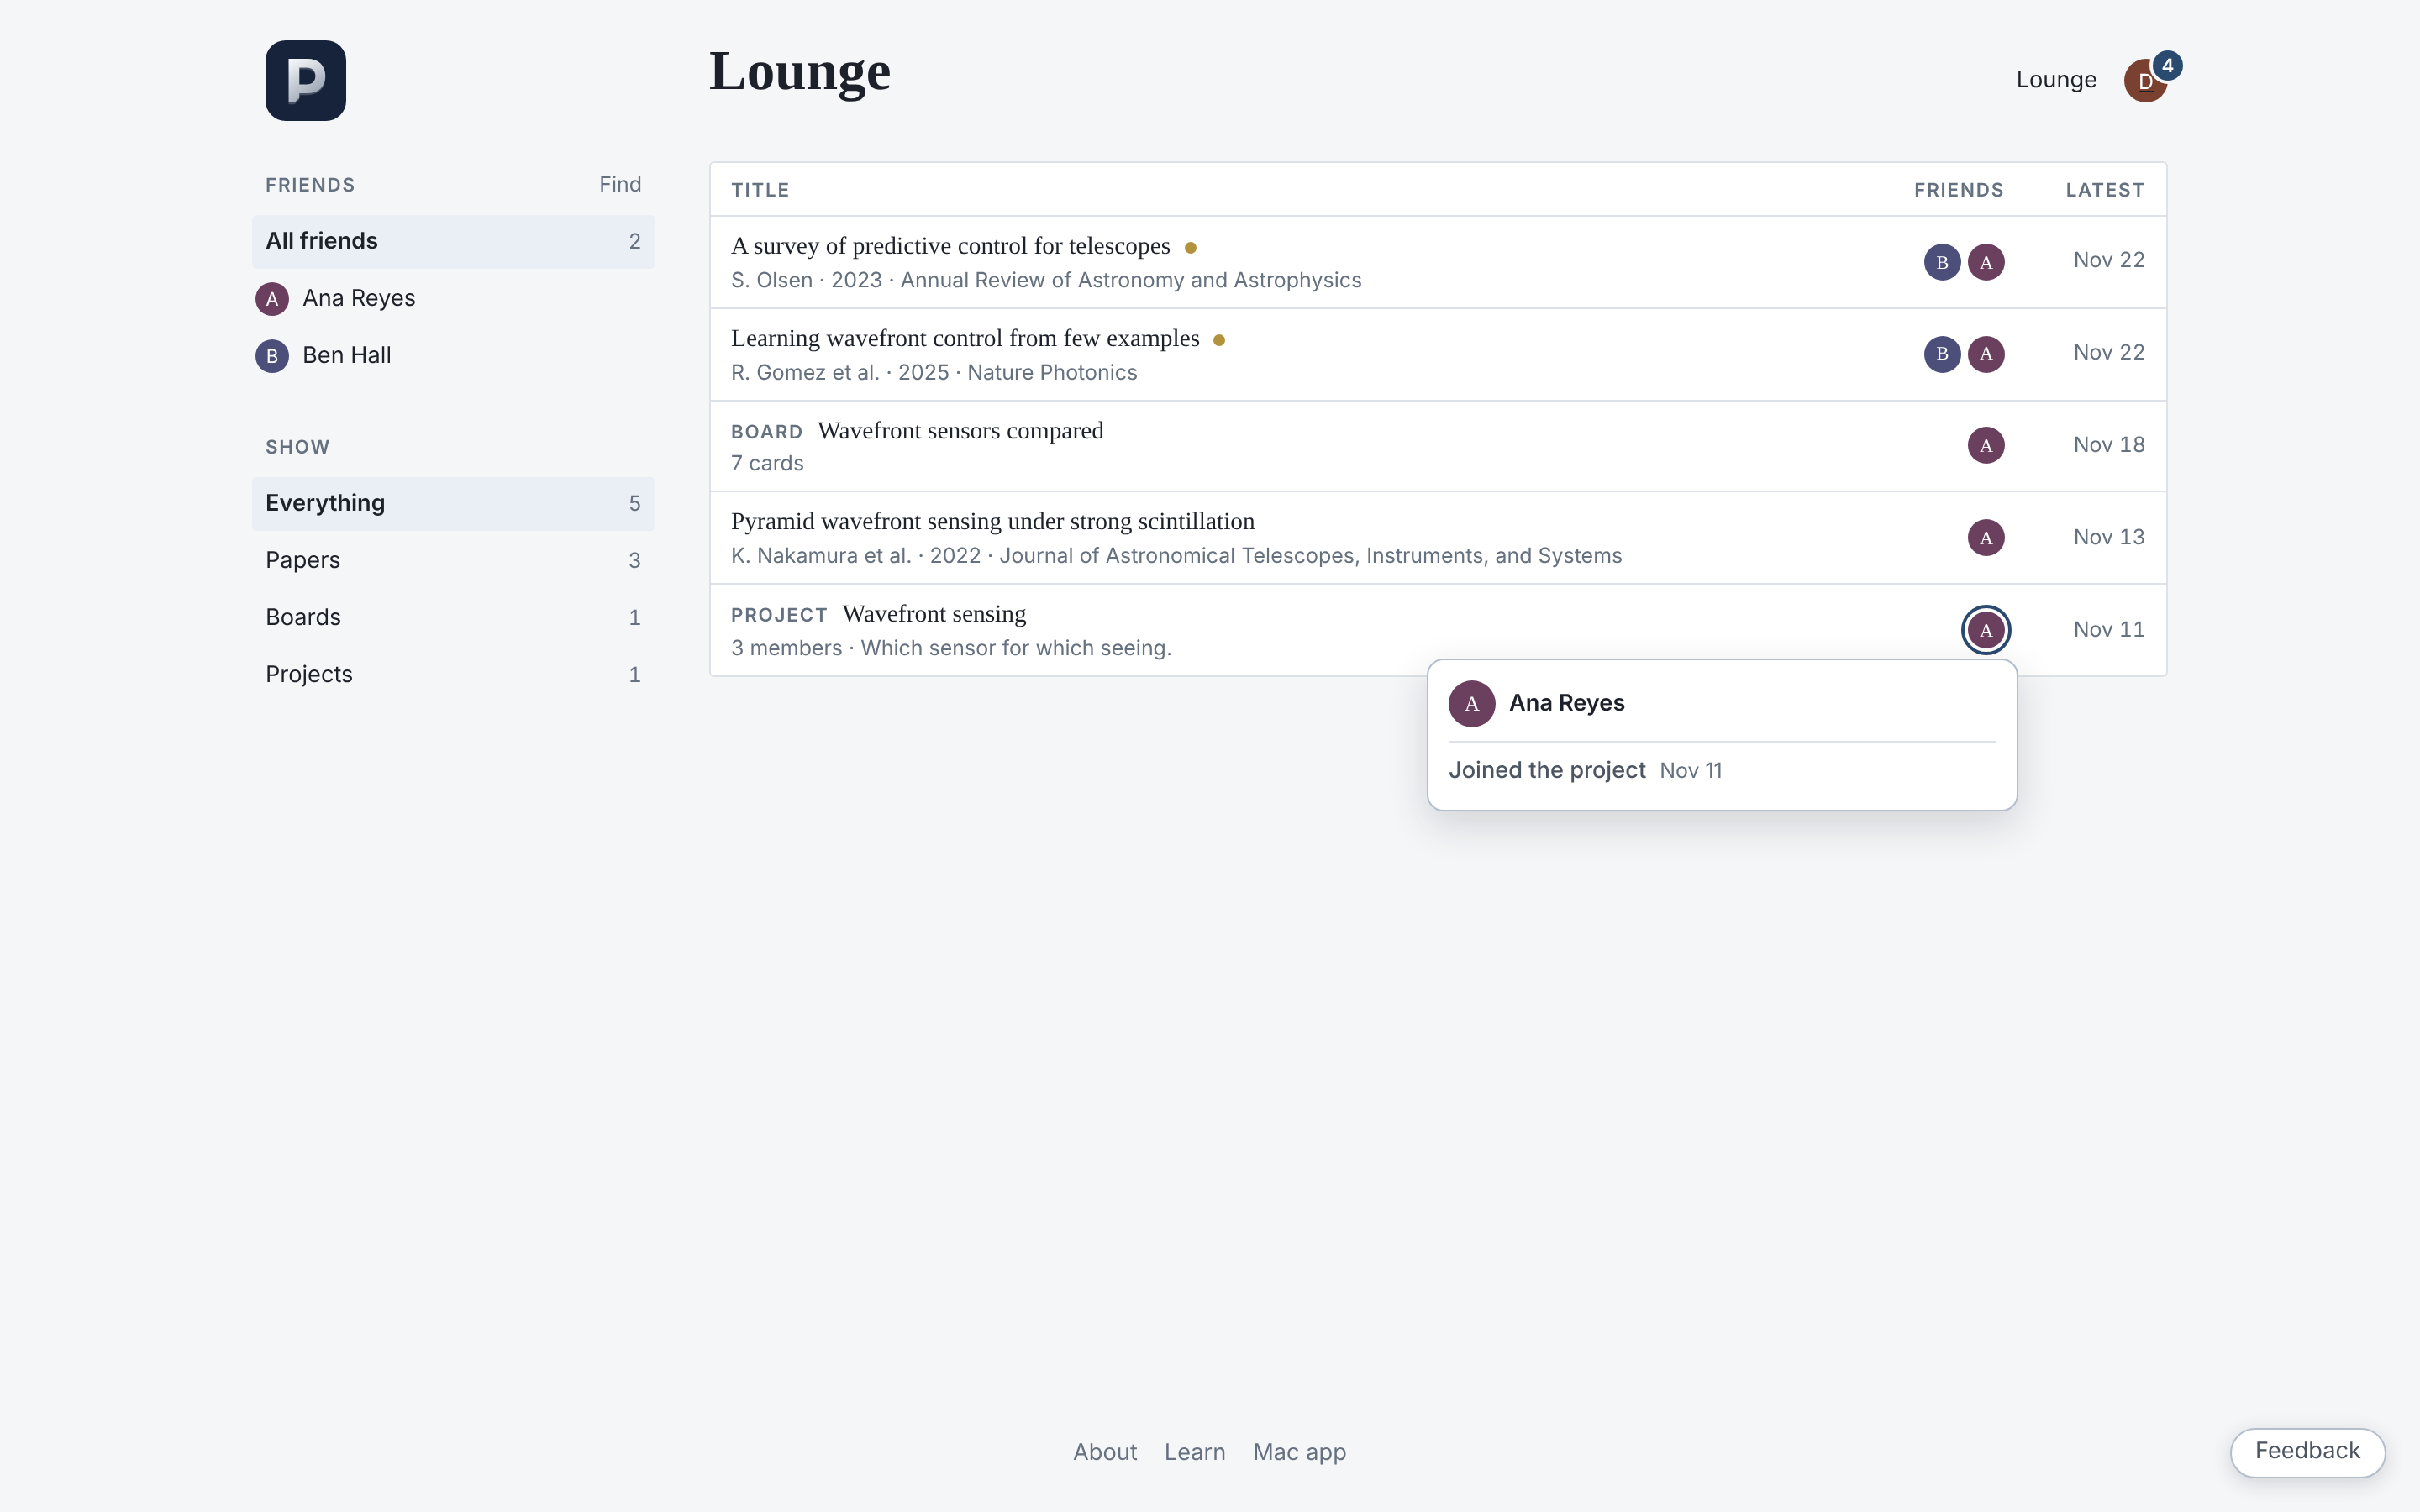 P
Lounge
Lounge
D
4
FRIENDS
Find
All friends
2
A
Ana Reyes
B
Ben Hall
SHOW
Everything
5
Papers
3
Boards
1
Projects
1
TITLE
FRIENDS
LATEST
A survey of predictive control for telescopes
S. Olsen · 2023 · Annual Review of Astronomy and Astrophysics
B
A
Nov 22
Learning wavefront control from few examples
R. Gomez et al. · 2025 · Nature Photonics
B
A
Nov 22
BOARD Wavefront sensors compared
7 cards
A
Nov 18
Pyramid wavefront sensing under strong scintillation
K. Nakamura et al. · 2022 · Journal of Astronomical Telescopes, Instruments, and Systems
A
Nov 13
PROJECT Wavefront sensing
3 members · Which sensor for which seeing.
A
Nov 11
A
Ana Reyes
Joined the project Nov 11
About
Learn
Mac app
Feedback